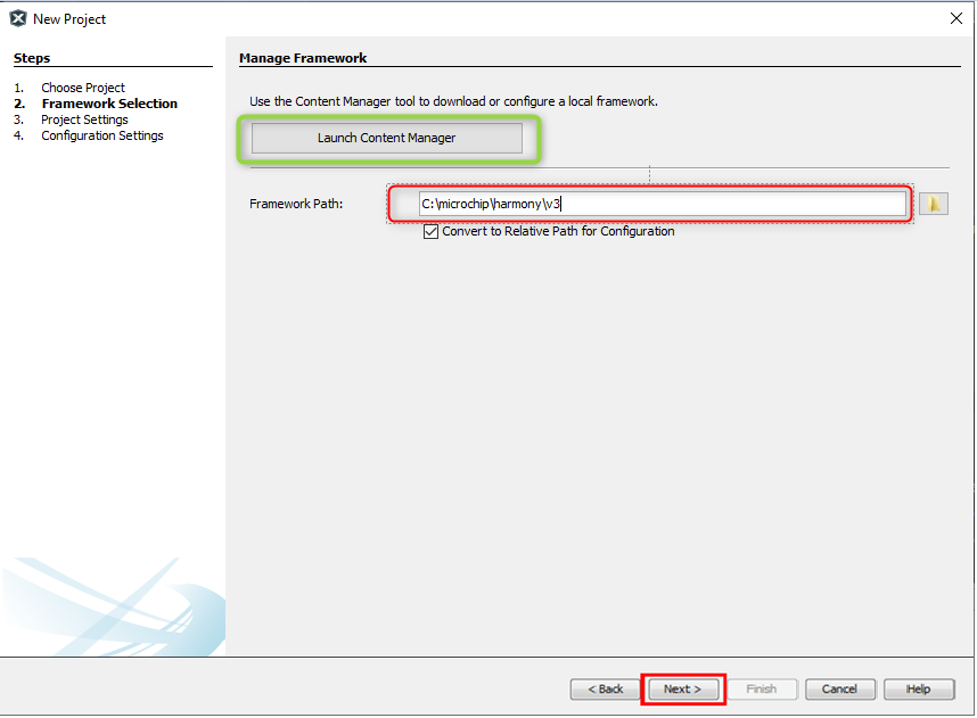 New Project
Steps
1. Choose Project
2. Framework Selection
3. Project Settings
4. Configuration Settings
Manage Framework
Use the Content Manager tool to download or configure a local framework.
Launch Content Manager
Framework Path: C:\microchip\harmony\v3
Convert to Relative Path for Configuration
< Back Next > Finish Cancel Help